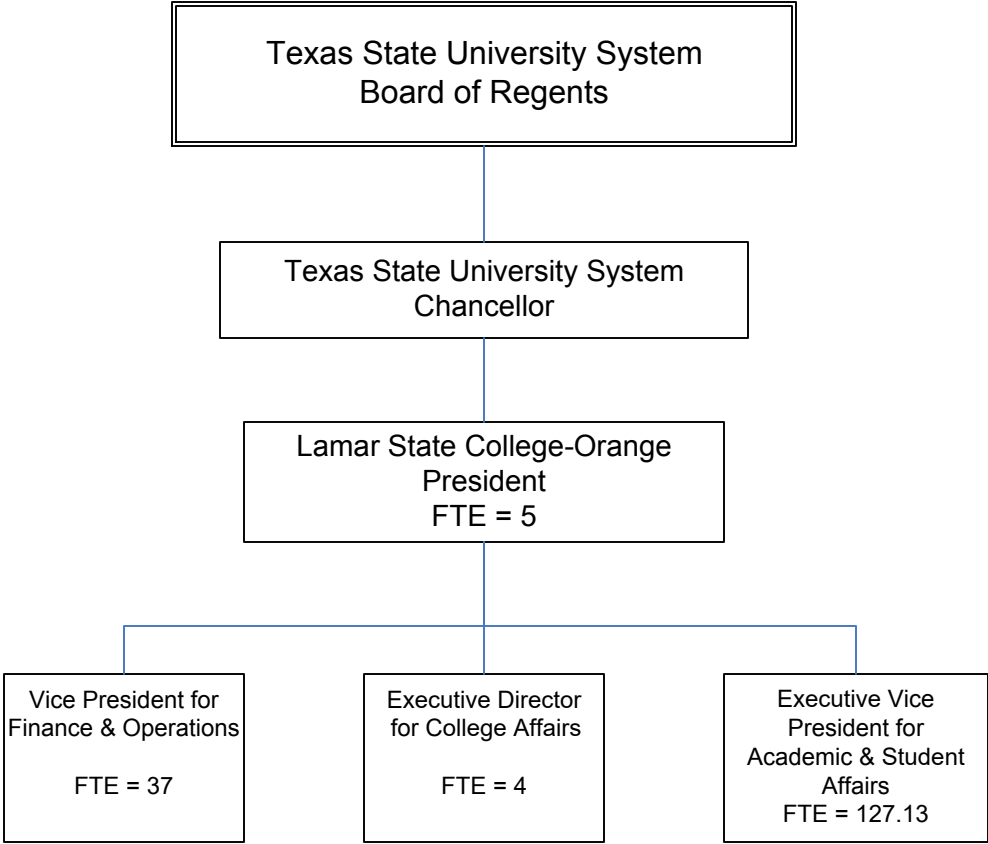 Texas State University System
Board of Regents
Texas State University System
Chancellor
Lamar State College-Orange
President
FTE = 5
Vice President for
Finance & Operations
FTE = 37
Executive Director
for College Affairs
FTE = 4
Executive Vice
President for
Academic & Student
Affairs
FTE = 127.13